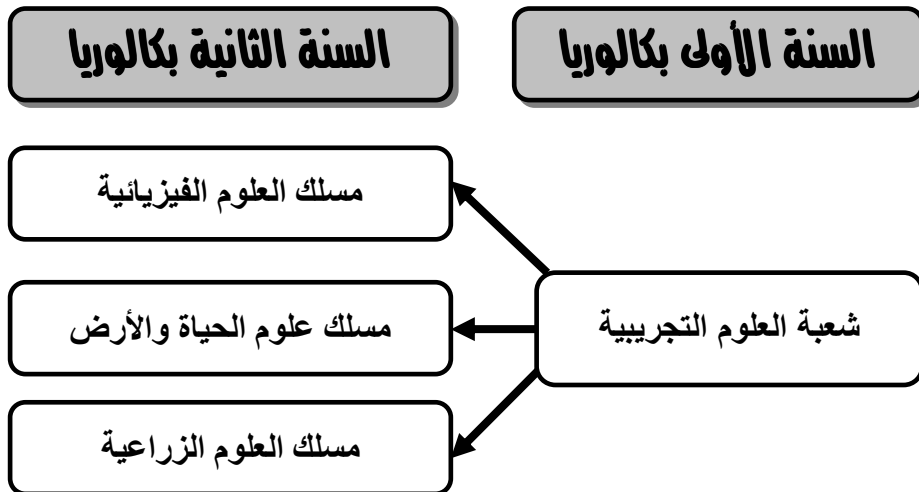 السنة الأولى بكالوريا
السنة الثانية بكالوريا
شعبة العلوم التجريبية
مسلك العلوم الفيزيائية
مسلك علوم الحياة والأرض
مسلك العلوم الزراعية